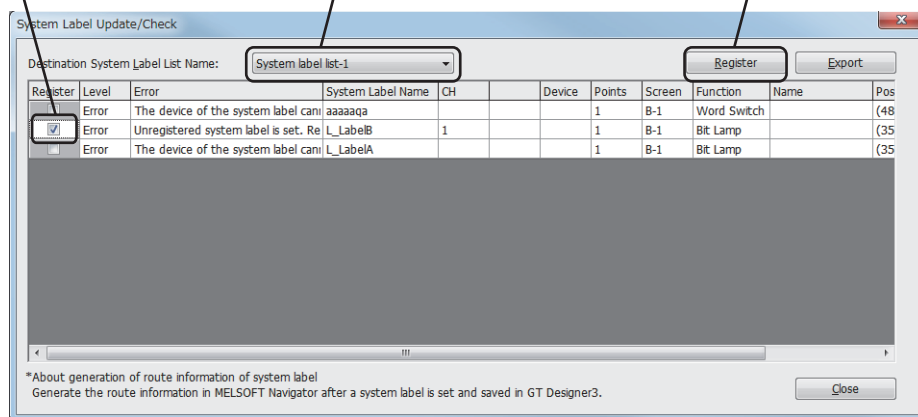 System Label Update/Check
Destination System Label List Name: System label list-1 Register Export
Register Level Error System Label Name CH Device Points Screen Function Name Pos
Error The device of the system label can aaaaaqa 1 B-1 Word Switch (48
Error Unregistered system label is set. Re L_LabelB 1 1 B-1 Bit Lamp (35
Error The device of the system label can L_LabelA 1 B-1 Bit Lamp (35
*About generation of route information of system label
Generate the route information in MELSOFT Navigator after a system label is set and saved in GT Designer3.
Close